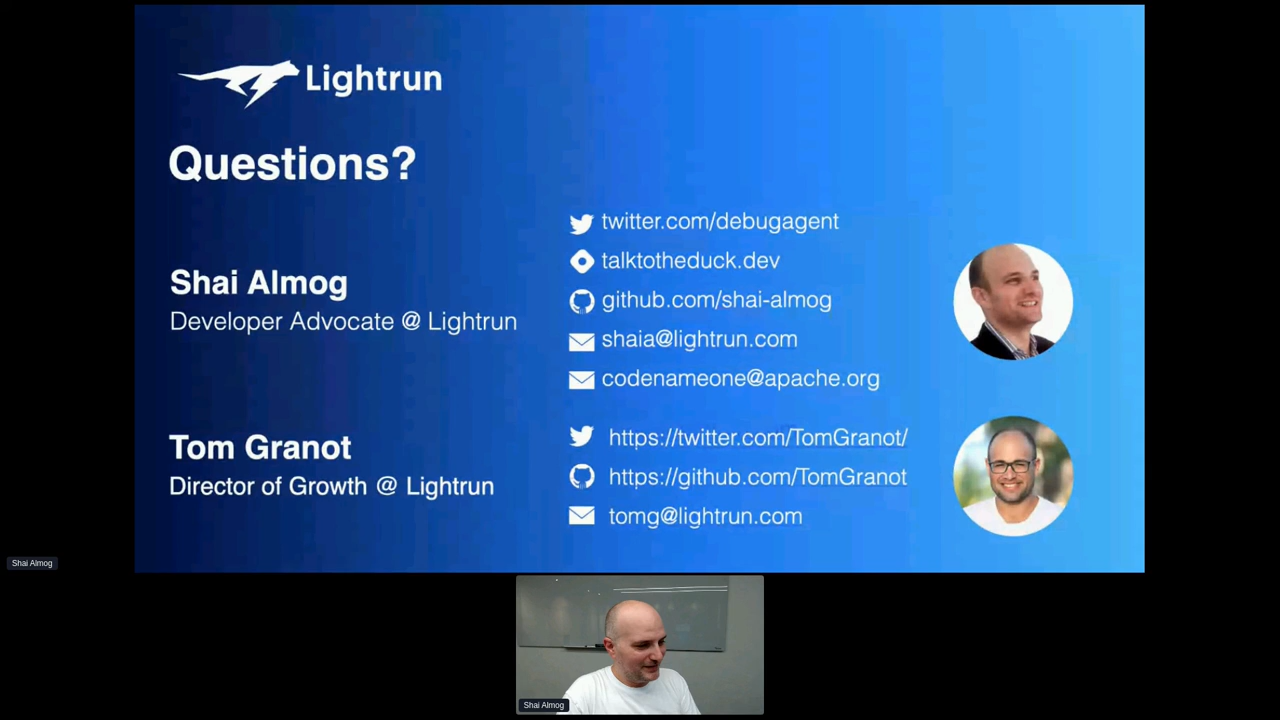 Lightrun
Questions?
Shai Almog
Developer Advocate @ Lightrun
twitter.com/debugagent
talktotheduck.dev
github.com/shai-almog
shaia@lightrun.com
codenameone@apache.org
Tom Granot
Director of Growth @ Lightrun
https://twitter.com/TomGranot/
https://github.com/TomGranot
tomg@lightrun.com
Shai Almog
Shai Almog